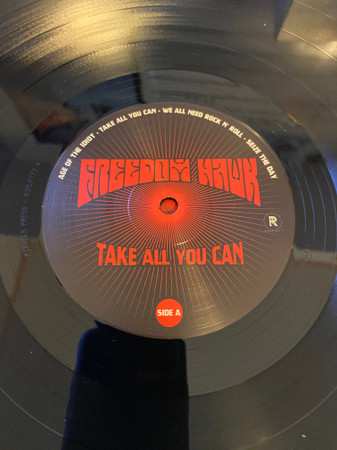 AGE OF THE IDIOT - TAKE ALL YOU CAN - WE ALL NEED ROCK N' ROLL - SEIZE THE DAY
FREEDOM HAWK
TAKE ALL YOU CAN
SIDE A